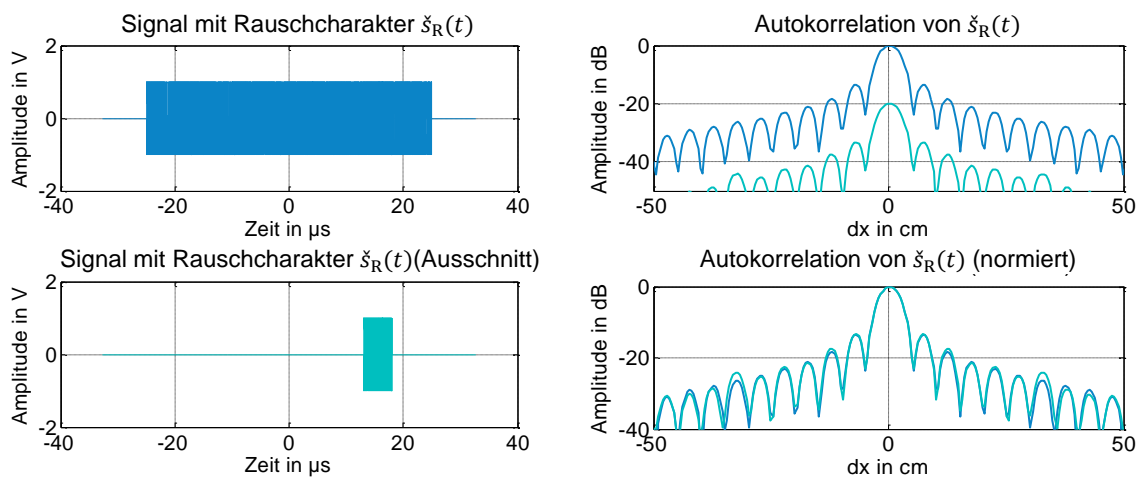 Signal mit Rauschcharakter š_R(t)
Amplitude in V
2
0
-2
-40
-20
0
20
40
Zeit in µs
Autokorrelation von š_R(t)
Amplitude in dB
0
-20
-40
-50
0
50
dx in cm
Signal mit Rauschcharakter š_R(t)(Ausschnitt)
Amplitude in V
2
0
-2
-40
-20
0
20
40
Zeit in µs
Autokorrelation von š_R(t) (normiert)
Amplitude in dB
0
-20
-40
-50
0
50
dx in cm